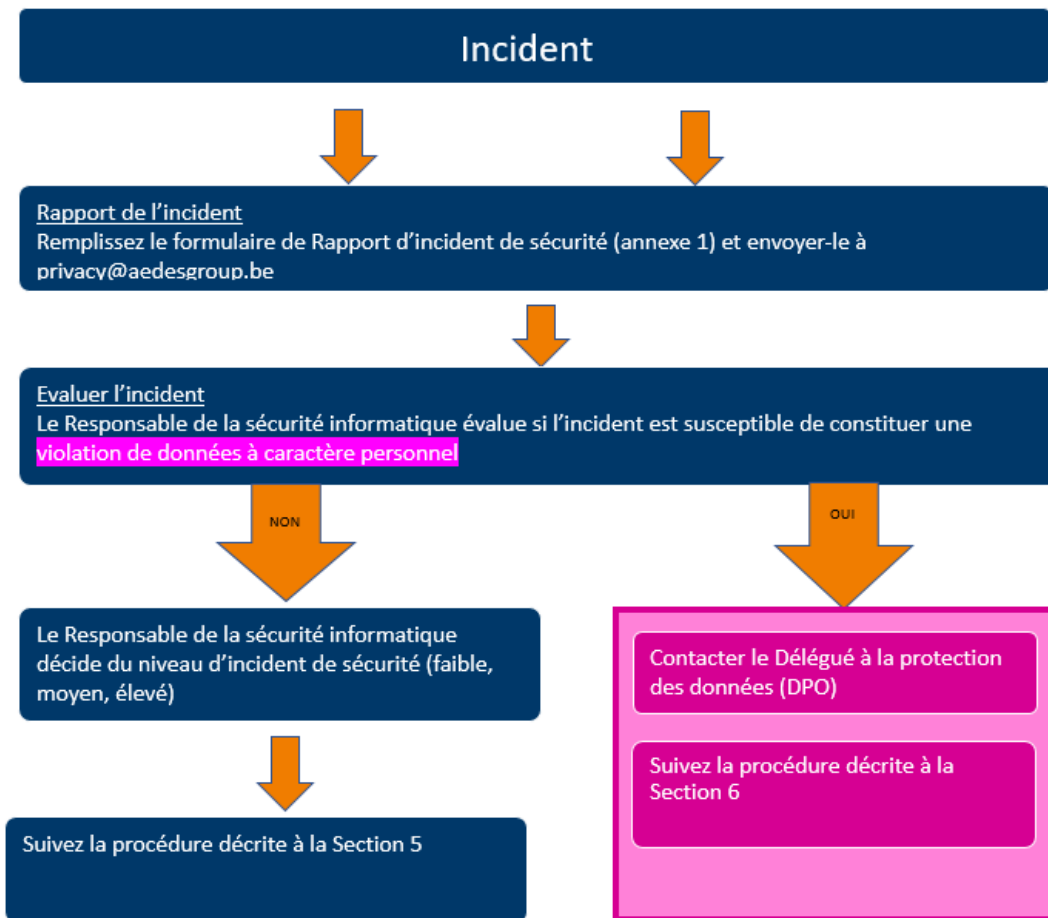 Incident
Rapport de l’incident
Remplissez le formulaire de Rapport d’incident de sécurité (annexe 1) et envoyer-le à
privacy@aedesgroup.be
Evaluer l’incident
Le Responsable de la sécurité informatique évalue si l’incident est susceptible de constituer une
violation de données à caractère personnel
NON
OUI
Le Responsable de la sécurité informatique
décide du niveau d’incident de sécurité (faible,
moyen, élevé)
Suivez la procédure décrite à la Section 5
Contacter le Délégué à la protection
des données (DPO)
Suivez la procédure décrite à la
Section 6